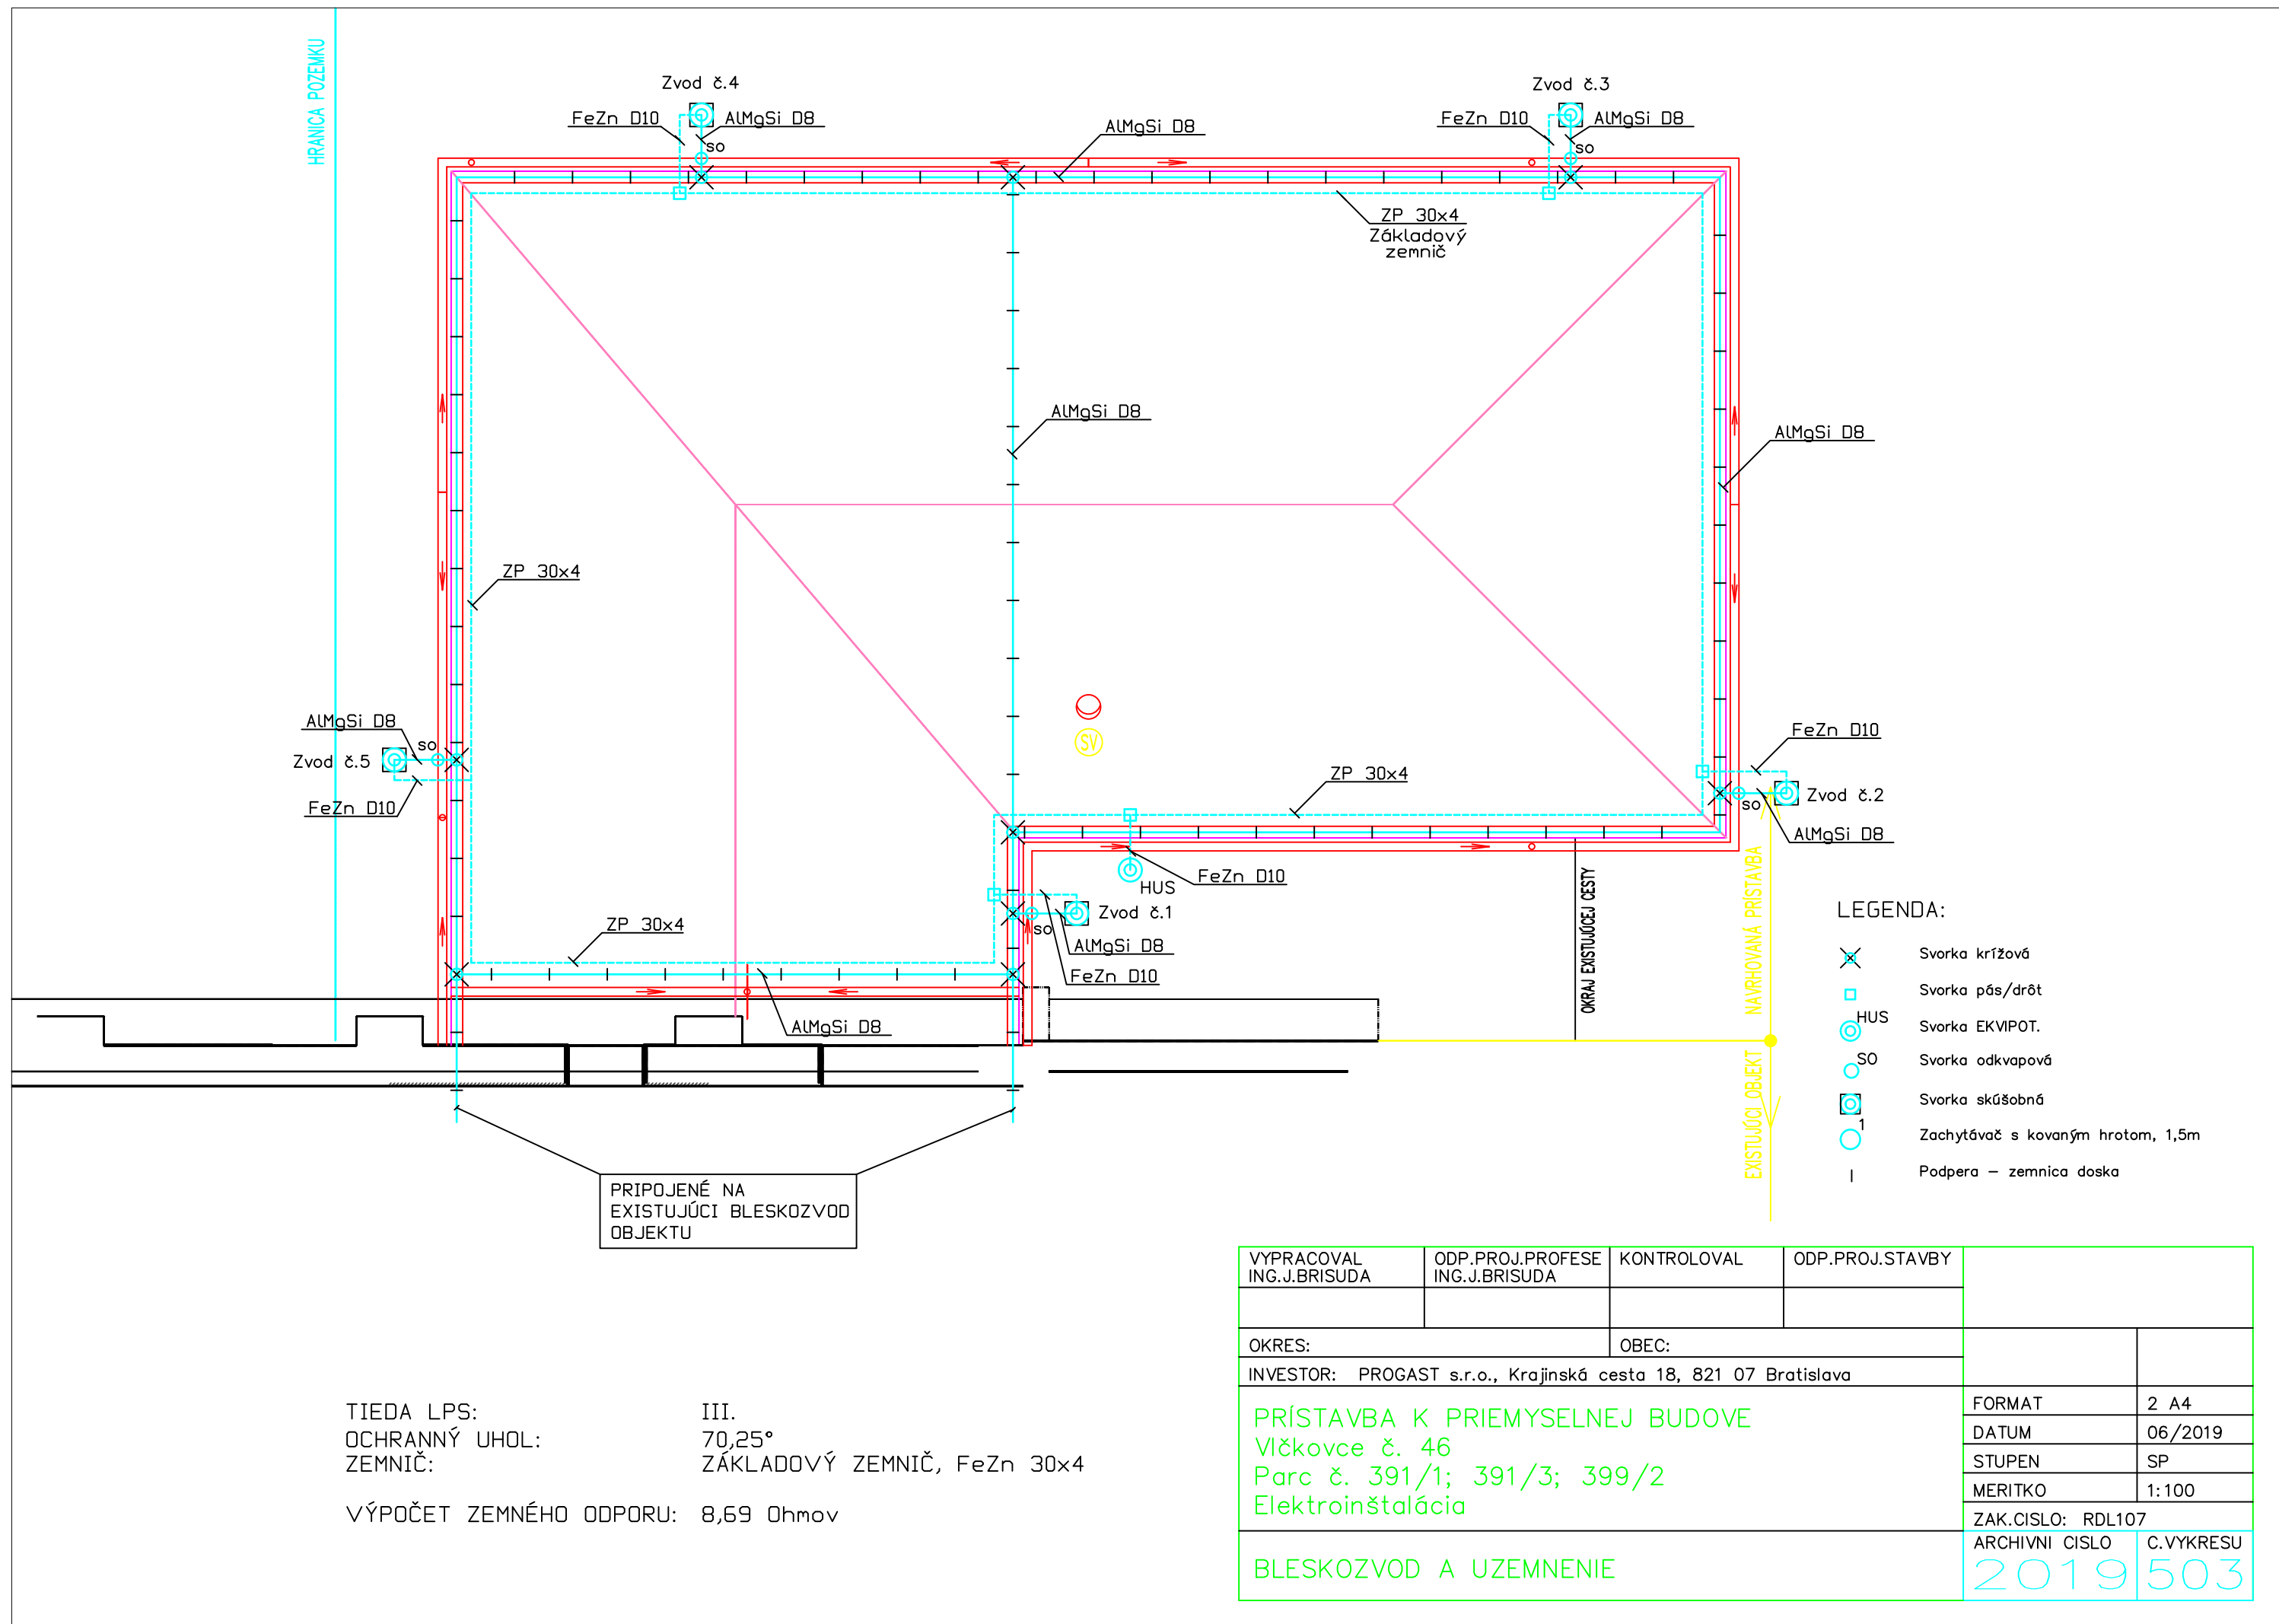 HRANICA POZEMKU
Zvod č.4
FeZn D10
AlMgSi D8
so
AlMgSi D8
Zvod č.3
FeZn D10
AlMgSi D8
so
ZP 30x4
Základový
zemnič
AlMgSi D8
AlMgSi D8
ZP 30x4
AlMgSi D8
so
Zvod č.5
FeZn D10
SV
ZP 30x4
FeZn D10
Zvod č.2
so
AlMgSi D8
FeZn D10
HUS
Zvod č.1
so
AlMgSi D8
FeZn D10
ZP 30x4
AlMgSi D8
OKRAJ EXISTUJÚCEJ CESTY
NAVRHOVANÁ PRÍSTAVBA
EXISTUJÚCI OBJEKT
PRIPOJENÉ NA
EXISTUJÚCI BLESKOZVOD
OBJEKTU
LEGENDA:
Svorka krížová
Svorka pás/drôt
HUS
Svorka EKVIPOT.
SO
Svorka odkvapová
Svorka skúšobná
1
Zachytávač s kovaným hrotom, 1,5m
Podpera – zemnica doska
TIEDA LPS: III.
OCHRANNÝ UHOL: 70,25°
ZEMNIČ: ZÁKLADOVÝ ZEMNIČ, FeZn 30x4
VÝPOČET ZEMNÉHO ODPORU: 8,69 Ohmov
VYPRACOVAL
ING.J.BRISUDA
ODP.PROJ.PROFESE
ING.J.BRISUDA
KONTROLOVAL
ODP.PROJ.STAVBY
OKRES:
OBEC:
INVESTOR: PROGAST s.r.o., Krajinská cesta 18, 821 07 Bratislava
PRÍSTAVBA K PRIEMYSELNEJ BUDOVE
Vlčkovce č. 46
Parc č. 391/1; 391/3; 399/2
Elektroinštalácia
BLESKOZVOD A UZEMNENIE
FORMAT 2 A4
DATUM 06/2019
STUPEN SP
MERITKO 1:100
ZAK.CISLO: RDL107
ARCHIVNI CISLO
2019
C.VYKRESU
503